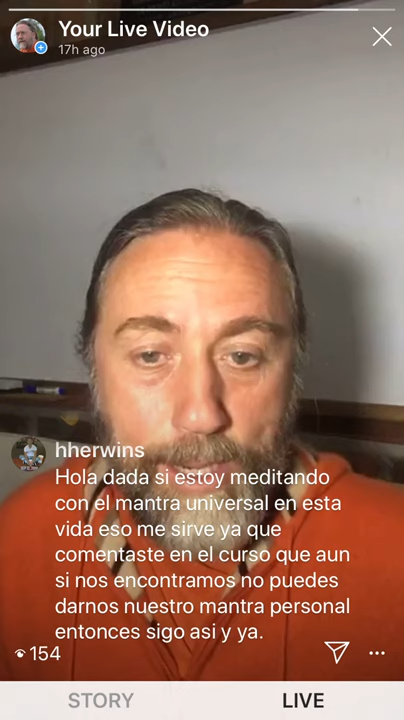 Your Live Video
17h ago
hherwins
Hola dada si estoy meditando
con el mantra universal en esta
vida eso me sirve ya que
comentaste en el curso que aun
si nos encontramos no puedes
darnos nuestro mantra personal
entonces sigo asi y ya.
154
STORY LIVE